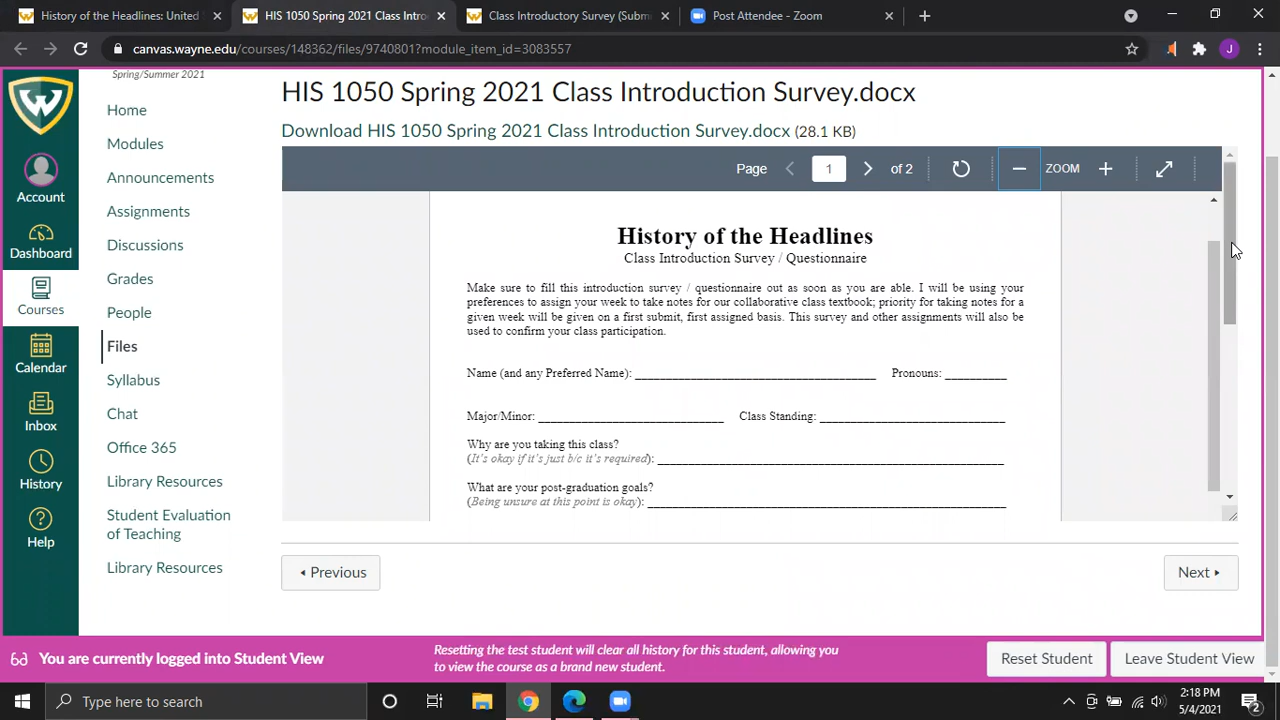 History of the Headlines: United
HIS 1050 Spring 2021 Class Intro
Class Introductory Survey (Subm
Post Attendee - Zoom
canvas.wayne.edu/courses/148362/files/9740801?module_item_id=3083557
J
Spring/Summer 2021
W
Account
Dashboard
Courses
Calendar
Inbox
History
Help
Home
Modules
Announcements
Assignments
Discussions
Grades
People
Files
Syllabus
Chat
Office 365
Library Resources
Student Evaluation
of Teaching
Library Resources
HIS 1050 Spring 2021 Class Introduction Survey.docx
Download HIS 1050 Spring 2021 Class Introduction Survey.docx (28.1 KB)
Page 1 of 2 ZOOM
History of the Headlines
Class Introduction Survey / Questionnaire
Make sure to fill this introduction survey / questionnaire out as soon as you are able. I will be using your
preferences to assign your week to take notes for our collaborative class textbook; priority for taking notes for a
given week will be given on a first submit, first assigned basis. This survey and other assignments will also be
used to confirm your class participation.
Name (and any Preferred Name): ________________ Pronouns: ________
Major/Minor: ________________ Class Standing: ________________
Why are you taking this class?
(It's okay if it's just b/c it's required): ________________
What are your post-graduation goals?
(Being unsure at this point is okay): ________________
Previous
Next
You are currently logged into Student View
Resetting the test student will clear all history for this student, allowing you
to view the course as a brand new student.
Reset Student
Leave Student View
Type here to search
2:18 PM
5/4/2021
2